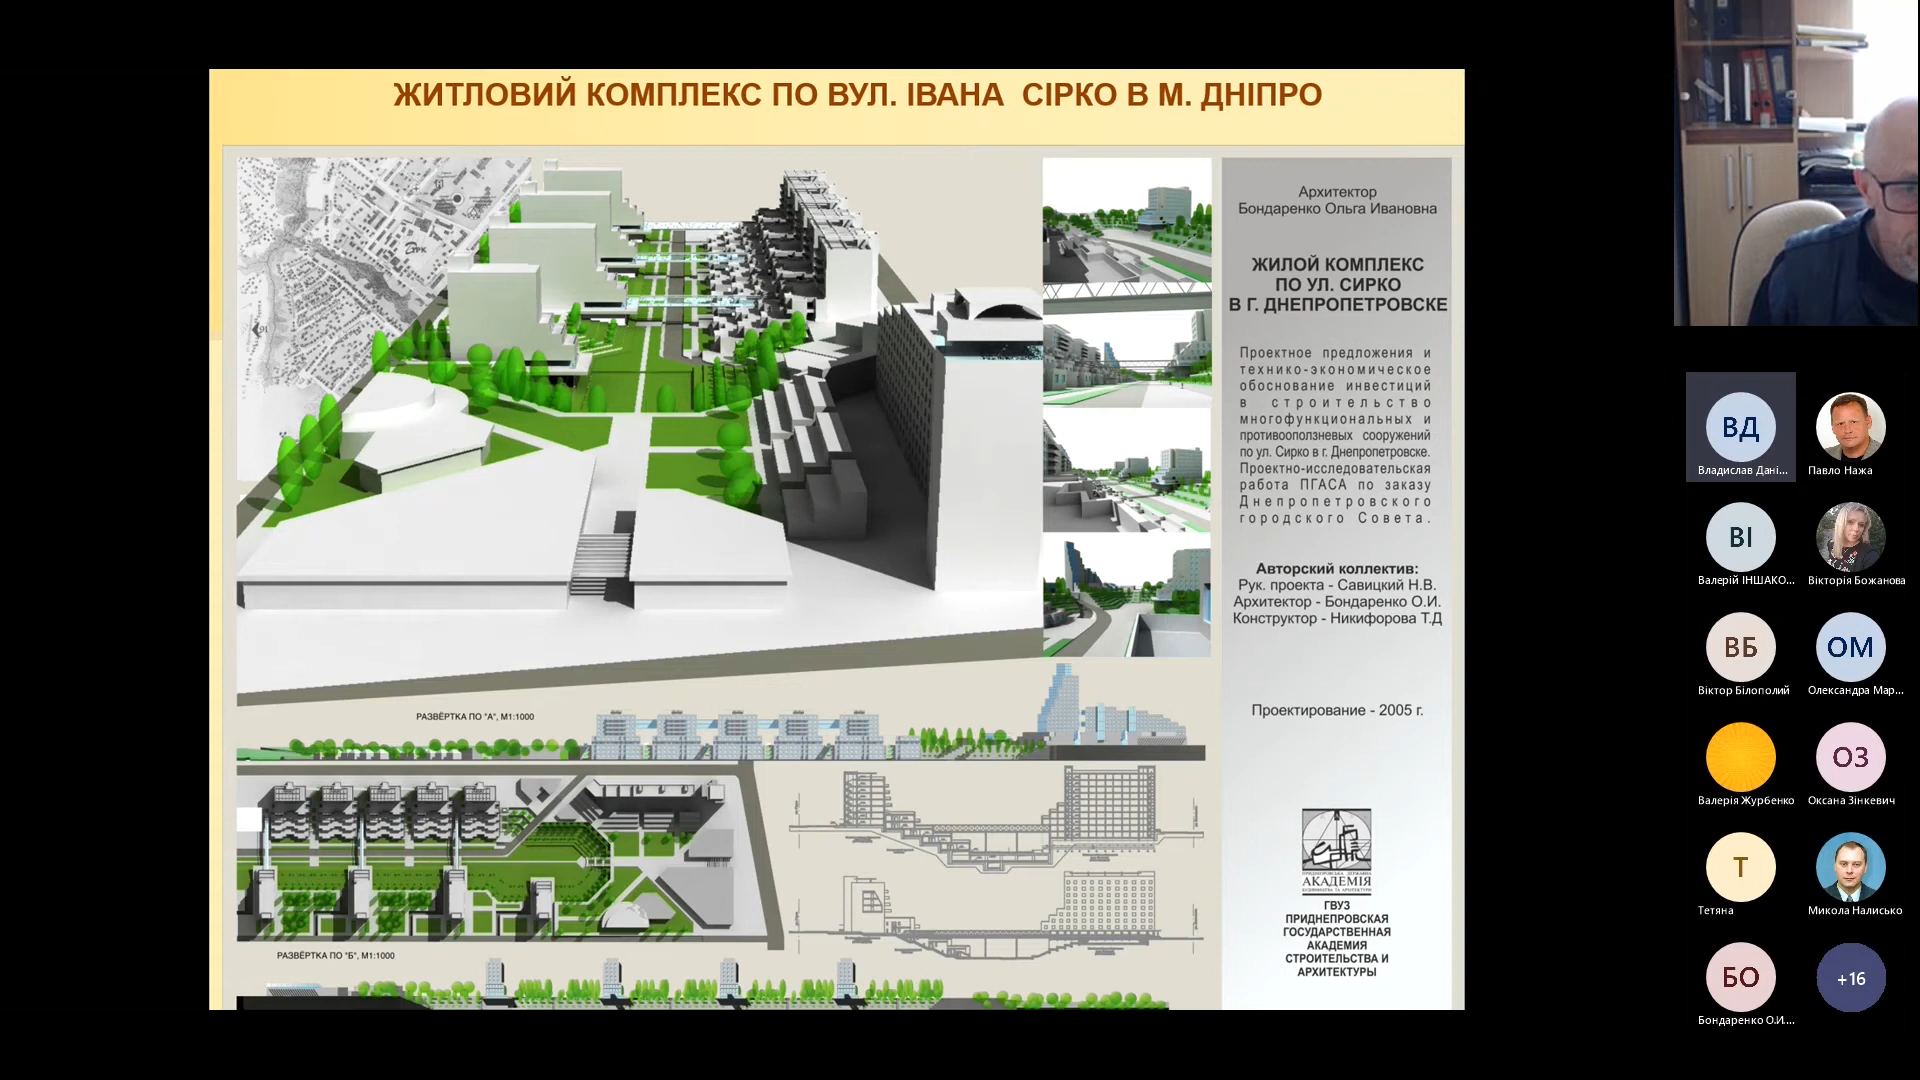 ЖИТЛОВИЙ КОМПЛЕКС ПО ВУЛ. ІВАНА СІРКО В М. ДНІПРО
Архитектор
Бондаренко Ольга Ивановна
ЖИЛОЙ КОМПЛЕКС
ПО УЛ. СИРКО
В Г. ДНЕПРОПЕТРОВСКЕ
Проектное предложения и
технико-экономическое
обоснование инвестиций
в строительство
многофункциональных и
противооползневых сооружений
по ул. Сирко в г. Днепропетровске.
Проектно-исследовательская
работа ПГАСА по заказу
Днепропетровского
городского Совета.
Авторский коллектив:
Рук. проекта - Савицкий Н.В.
Архитектор - Бондаренко О.И.
Конструктор - Никифорова Т.Д
Проектирование - 2005 г.
АКАДЕМІЯ
ГВУЗ
ПРИДНЕПРОВСКАЯ
ГОСУДАРСТВЕННАЯ
АКАДЕМИЯ
СТРОИТЕЛЬСТВА И
АРХИТЕКТУРЫ
РАЗВЁРТКА ПО "А", М1:1000
РАЗВЁРТКА ПО "Б", М1:1000
ВД
Владислав Дані...
Павло Нажа
ВІ
Валерій ІНШАКО...
Вікторія Божанова
ВБ
Віктор Білополий
ОМ
Олександра Мар...
Валерія Журбенко
ОЗ
Оксана Зінкевич
Т
Тетяна
Микола Налисько
БО
Бондаренко О.И....
+16